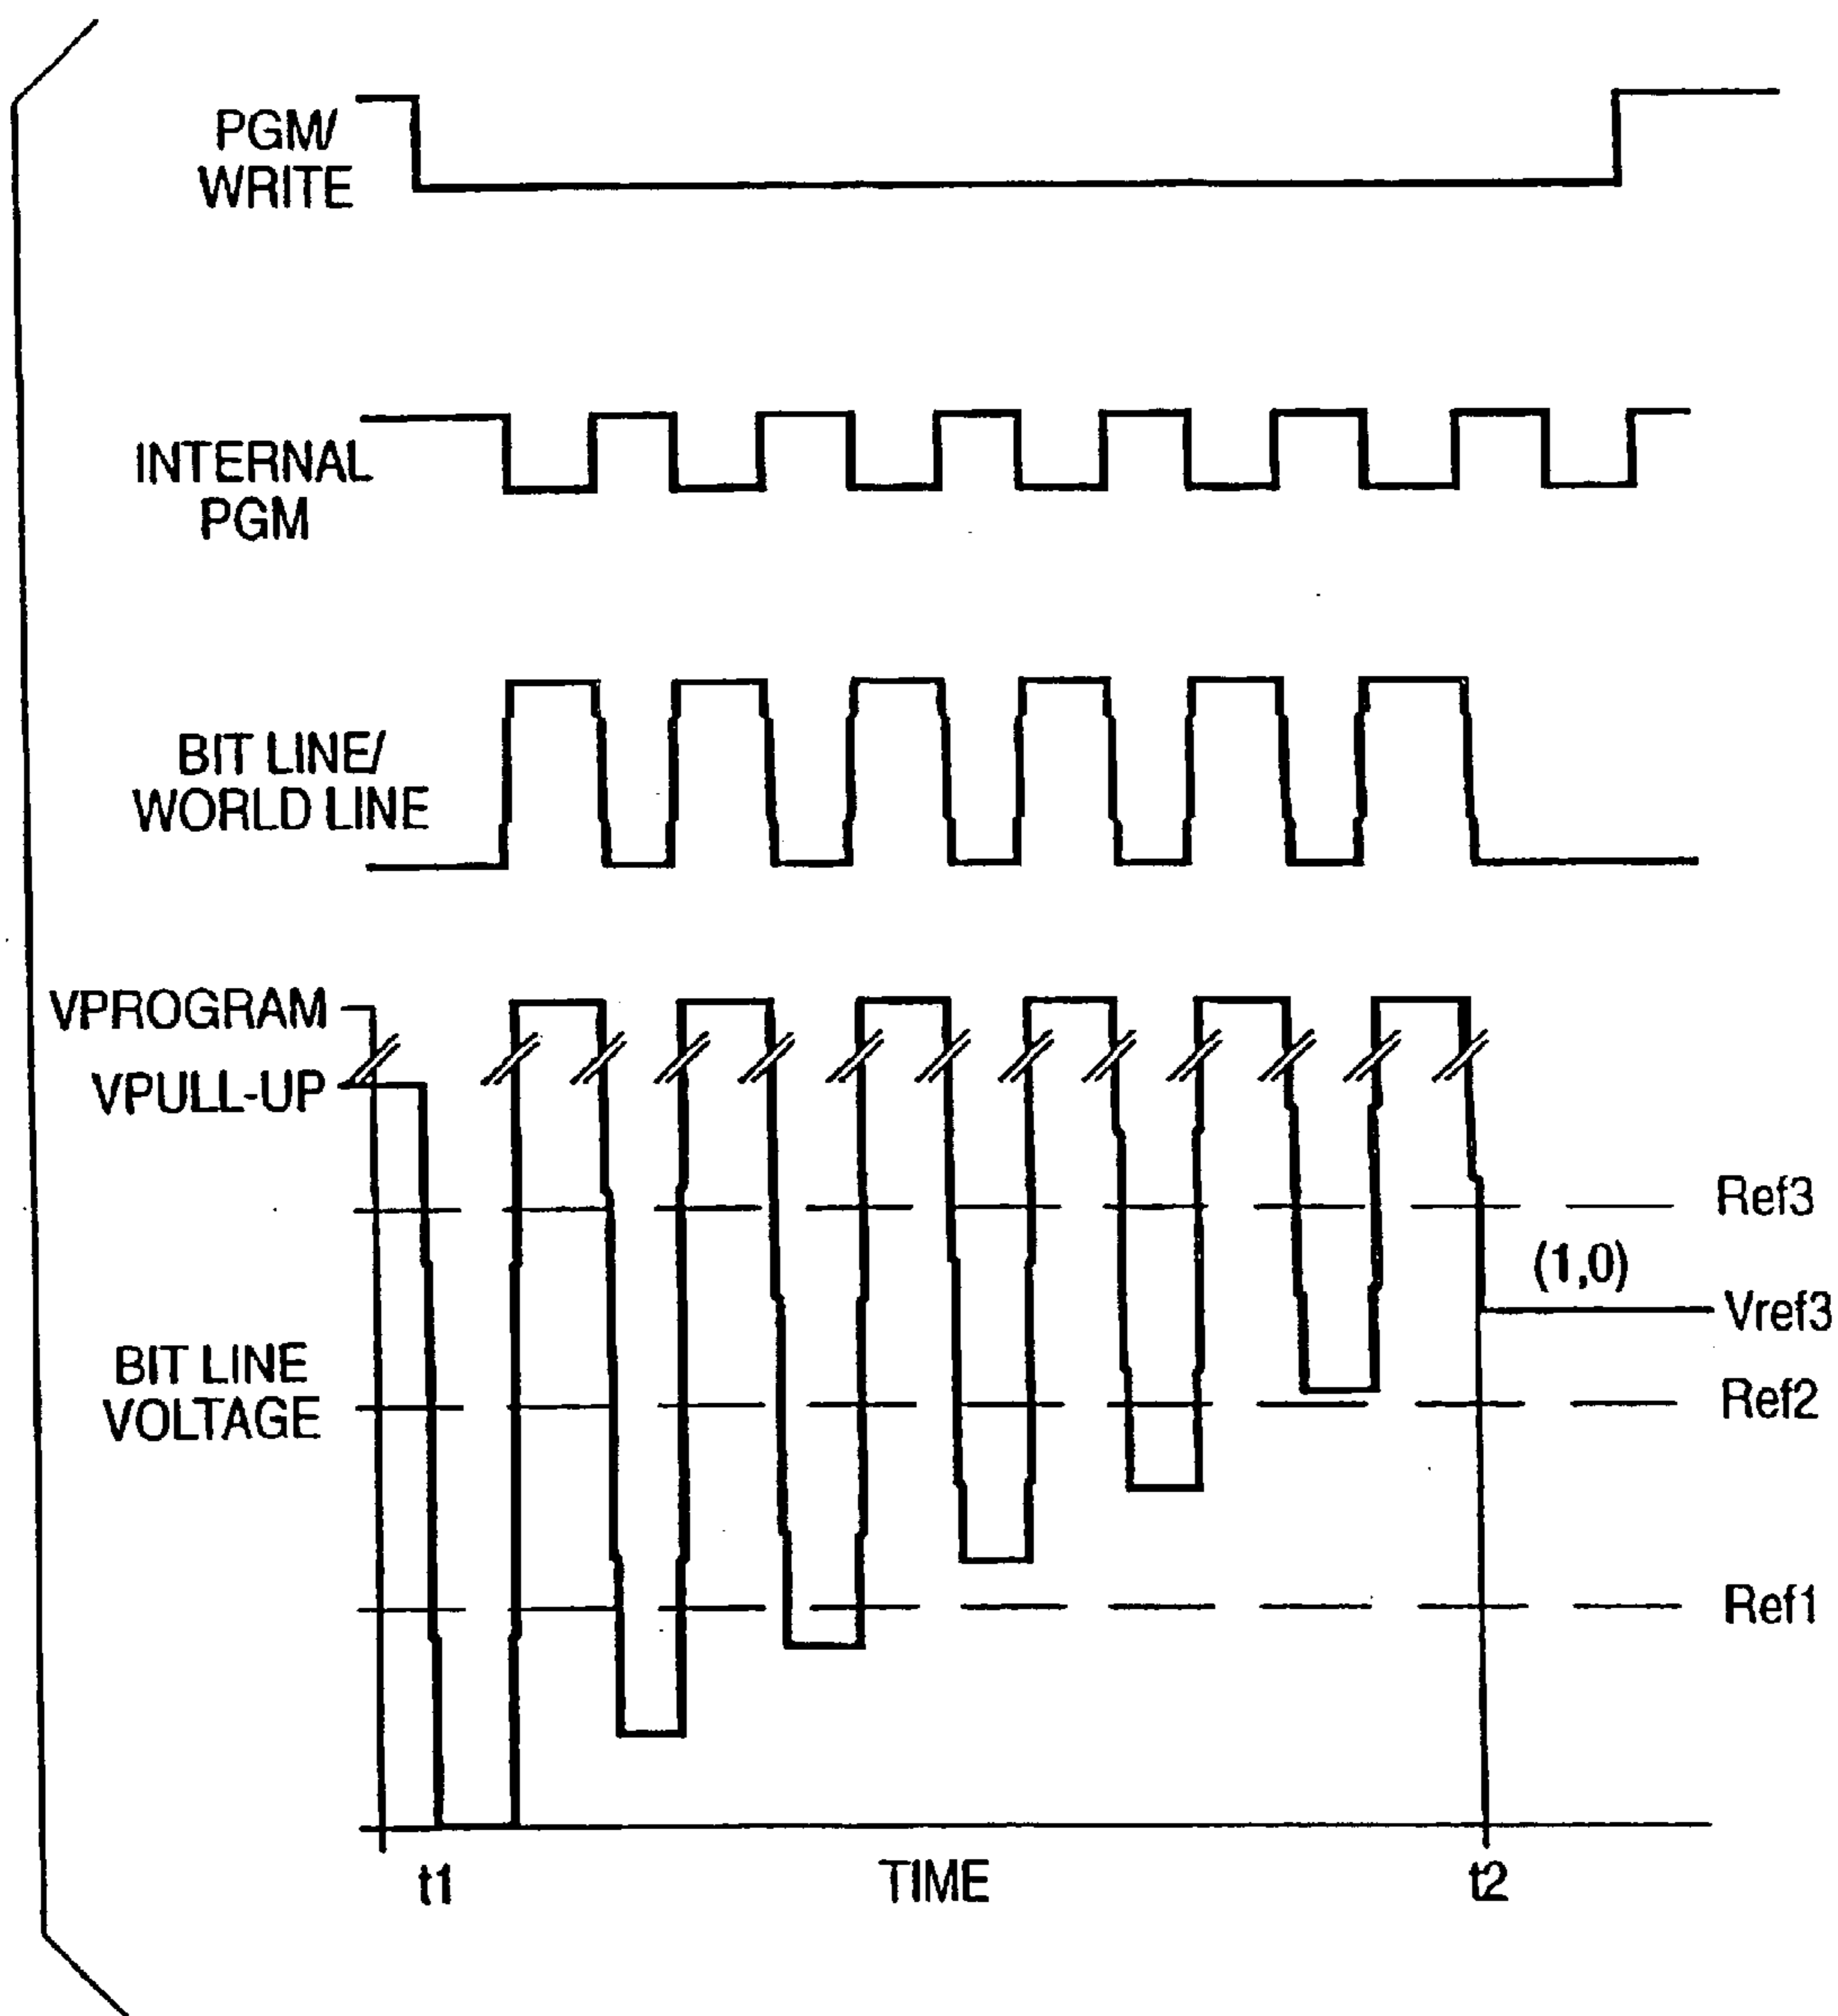 PGM/
WRITE
INTERNAL
PGM
BIT LINE/
WORLD LINE
VPROGRAM
VPULL-UP
Ref3
(1,0)
Vref3
BIT LINE
VOLTAGE
Ref2
Ref1
t1
TIME
t2